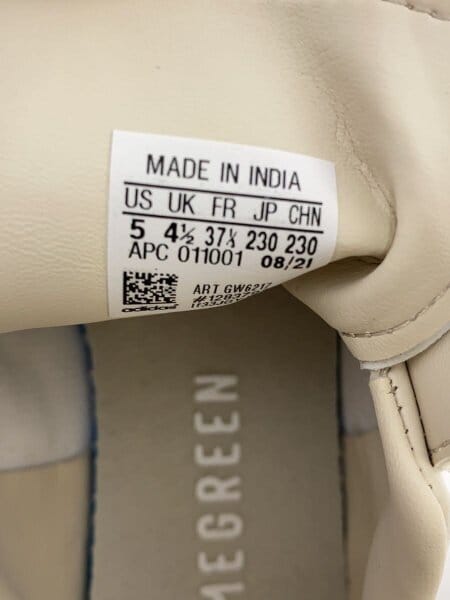 MADE IN INDIA
US UK FR JP CHN
5 4½ 37⅓ 230 230
APC 011001 08/21
ART GW6217
adidas
MEGREEN